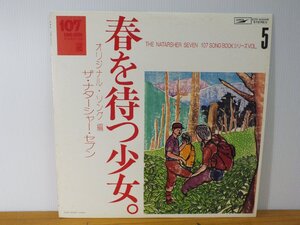 THE NATARSHER SEVEN 107 SONG BOOKシリーズVOL.
5
107
春を待つ少女。
オリジナル・ソング編
ザ・ナターシャー・セブン